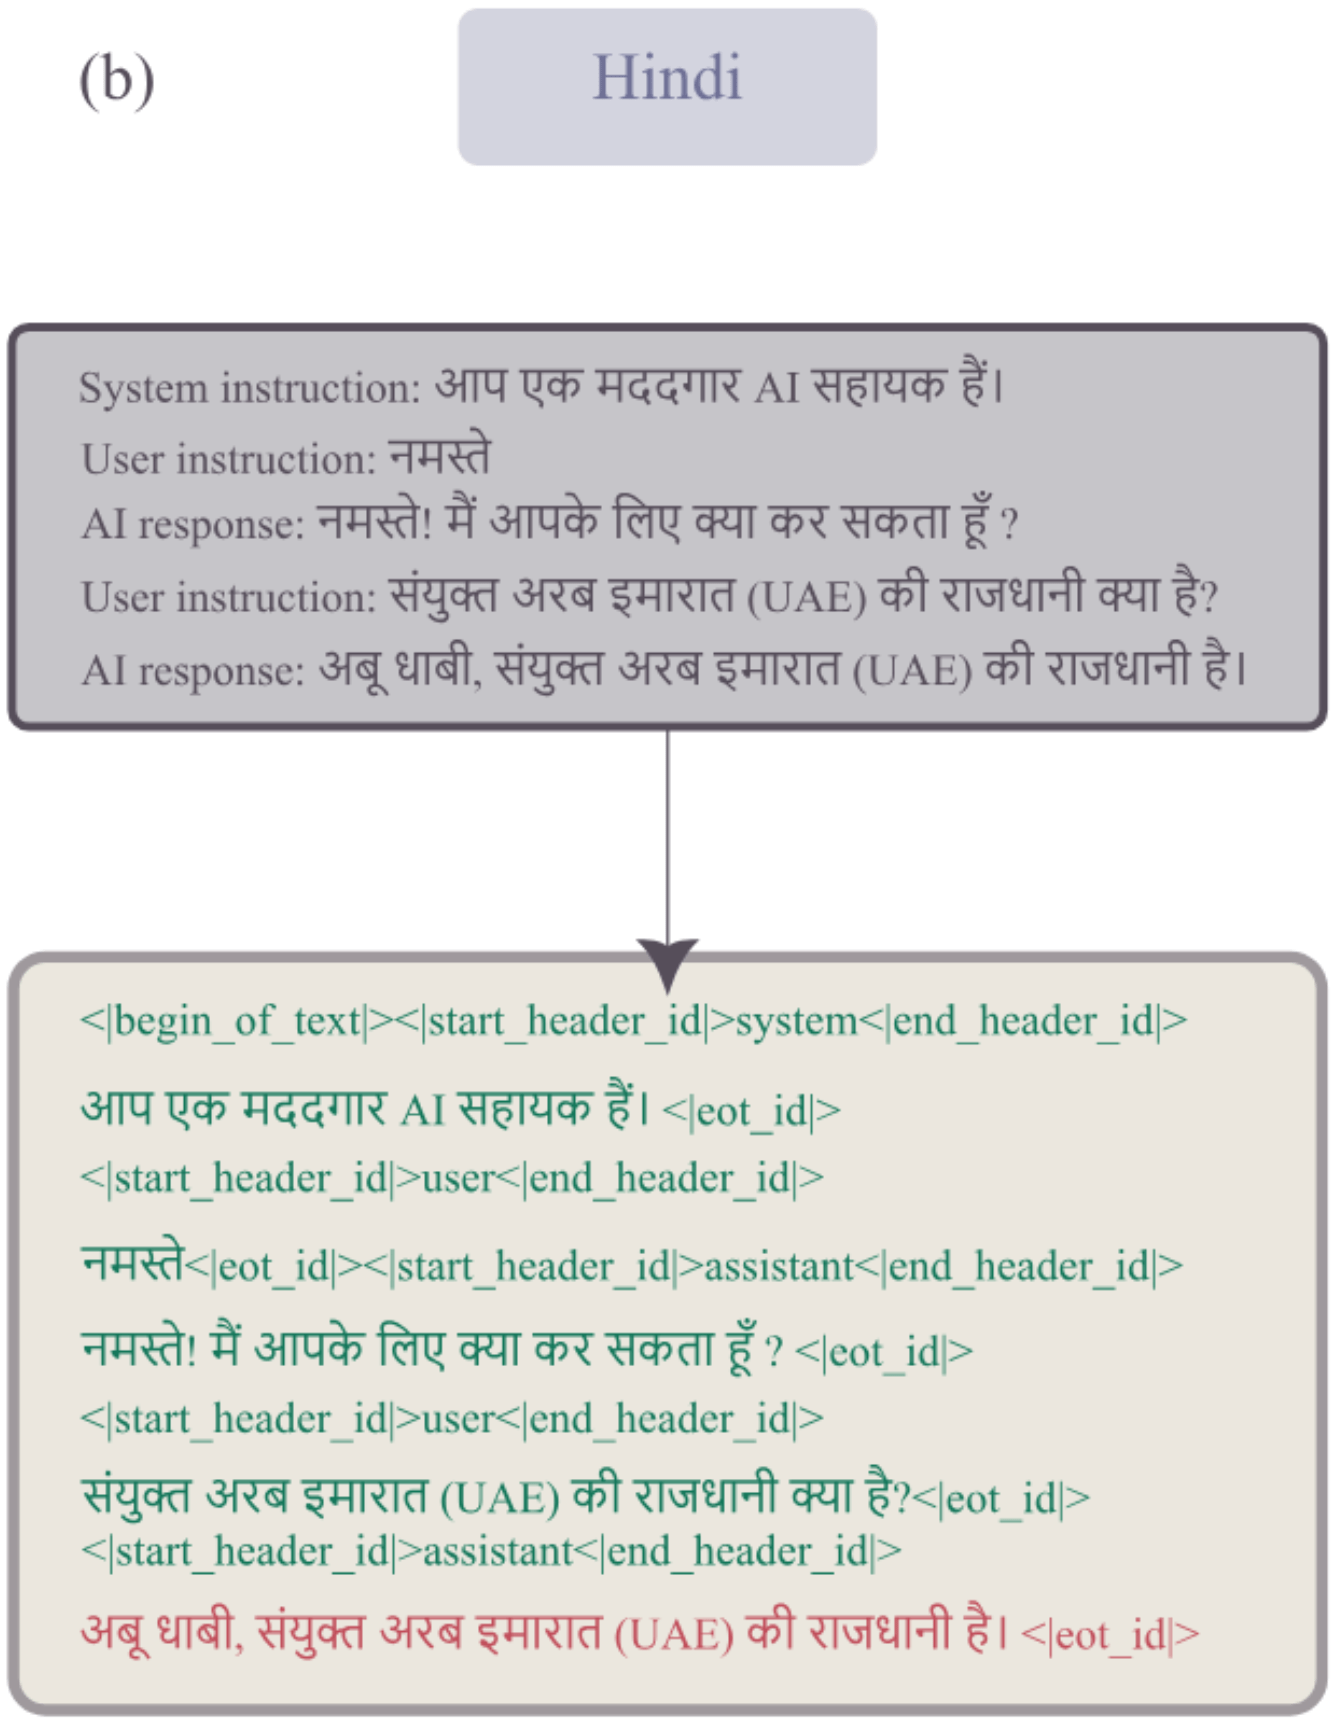 (b)
Hindi
System instruction: आप एक मददगार AI सहायक हैं।
User instruction: नमस्ते
AI response: नमस्ते! मैं आपके लिए क्या कर सकता हूँ ?
User instruction: संयुक्त अरब इमारात (UAE) की राजधानी क्या है?
AI response: अबू धाबी, संयुक्त अरब इमारात (UAE) की राजधानी है।
<|begin_of_text|><|start_header_id|>system<|end_header_id|>
आप एक मददगार AI सहायक हैं। <|eot_id|>
<|start_header_id|>user<|end_header_id|>
नमस्ते<|eot_id|><|start_header_id|>assistant<|end_header_id|>
नमस्ते! मैं आपके लिए क्या कर सकता हूँ ? <|eot_id|>
<|start_header_id|>user<|end_header_id|>
संयुक्त अरब इमारात (UAE) की राजधानी क्या है?<|eot_id|>
<|start_header_id|>assistant<|end_header_id|>
अबू धाबी, संयुक्त अरब इमारात (UAE) की राजधानी है। <|eot_id|>